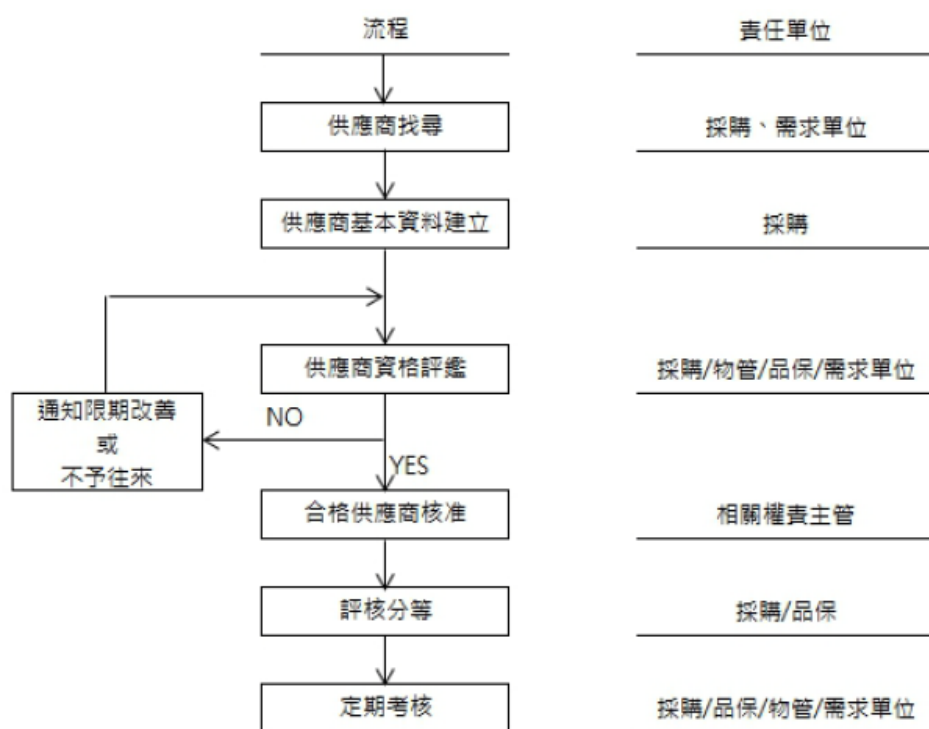 流程
責任單位
供應商找尋
採購、需求單位
供應商基本資料建立
採購
供應商資格評鑑
採購/物管/品保/需求單位
通知限期改善
或
不予往來
NO
YES
合格供應商核准
相關權責主管
評核分等
採購/品保
定期考核
採購/品保/物管/需求單位